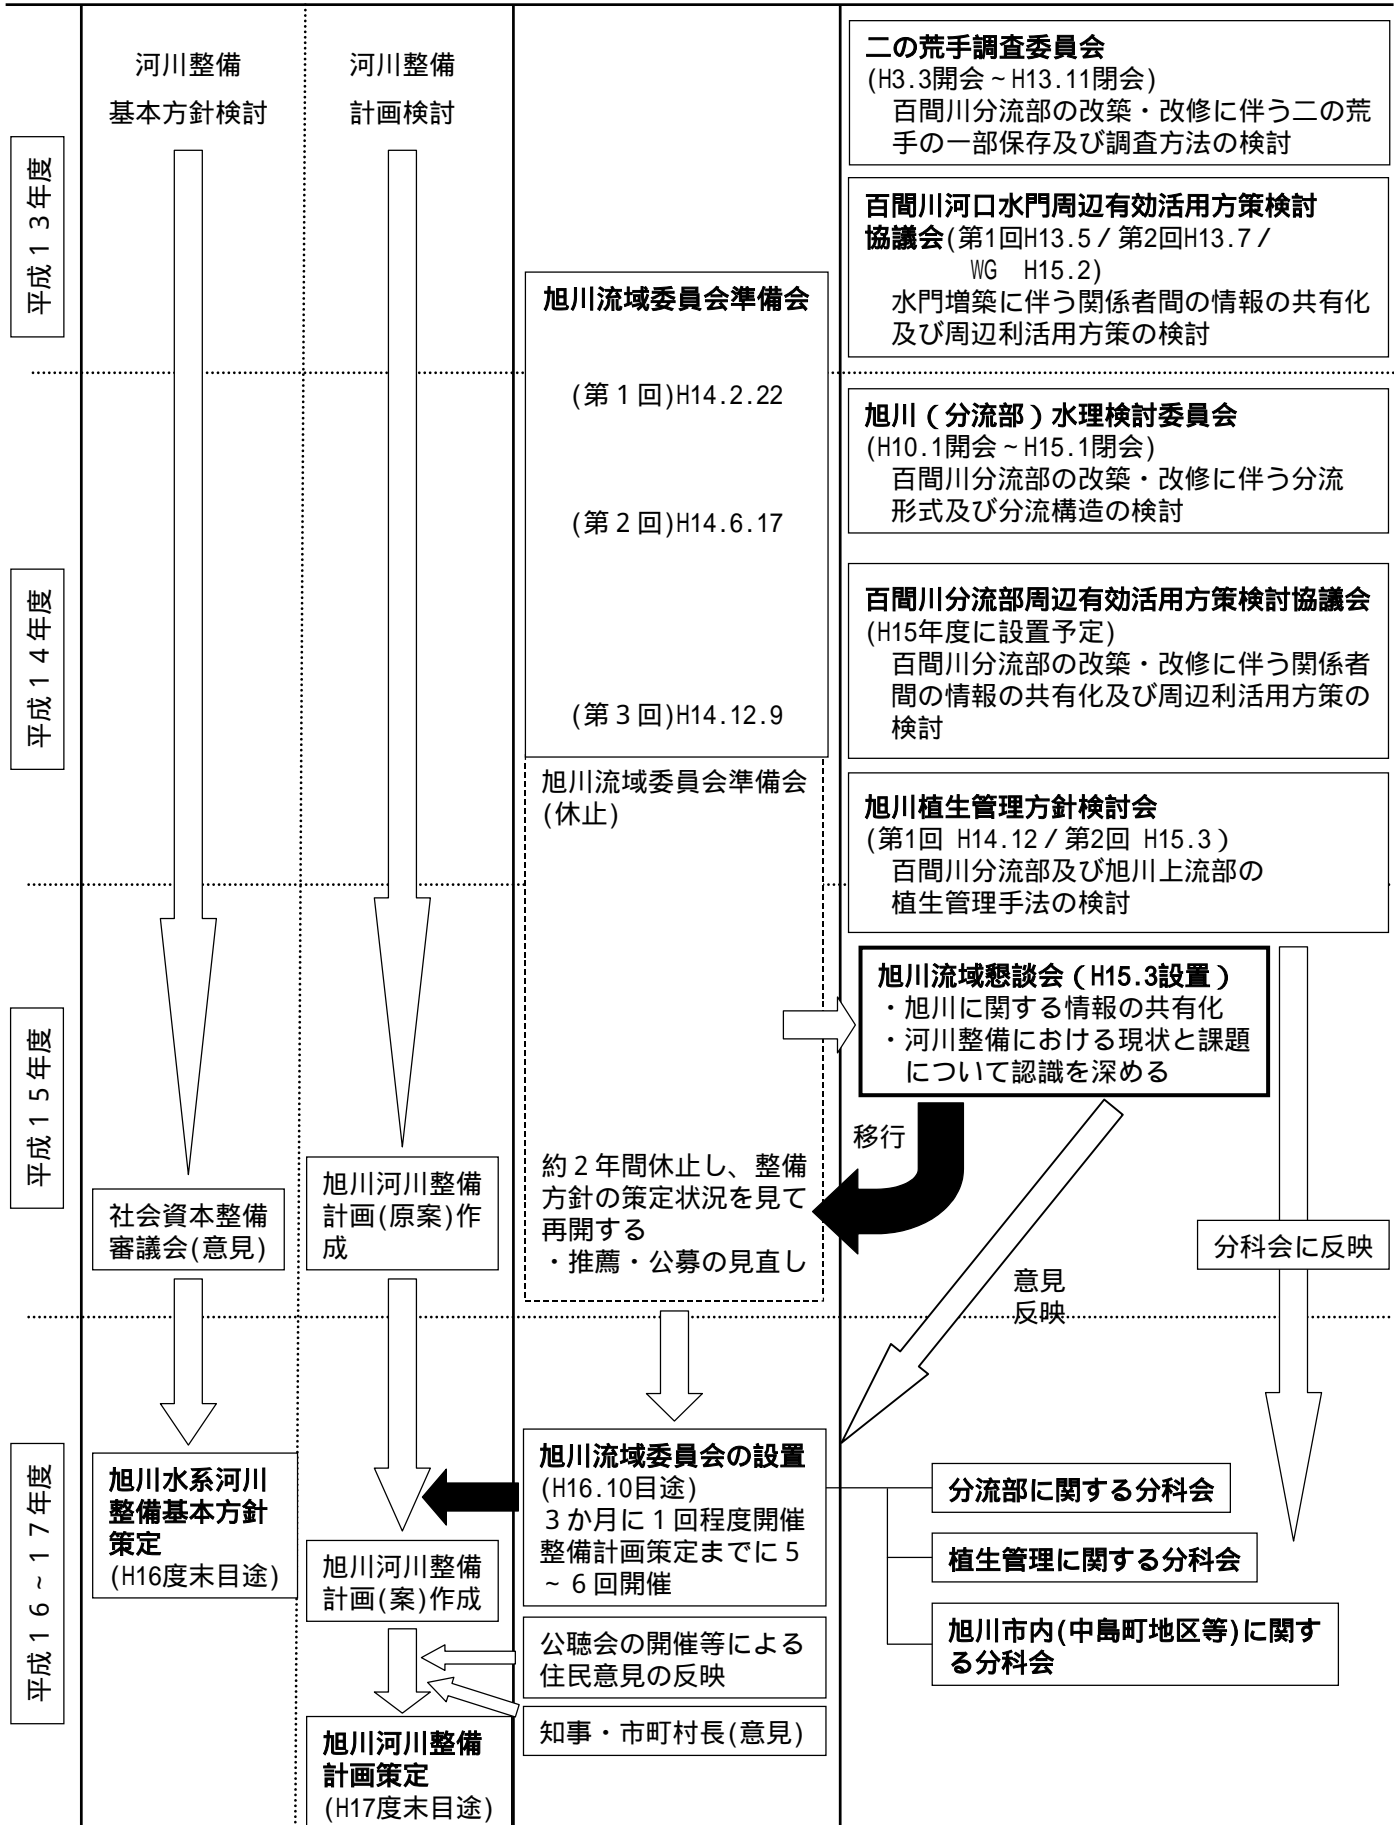 平成１３年度
平成１４年度
平成１５年度
平成１６～１７年度
河川整備
基本方針検討
社会資本整備
審議会(意見)
旭川水系河川
整備基本方針
策定
(H16度末目途)
河川整備
計画検討
旭川河川整備
計画(原案)作
成
旭川河川整備
計画(案)作成
旭川河川整備
計画策定
(H17度末目途)
旭川流域委員会準備会
(第１回)H14.2.22
(第２回)H14.6.17
(第３回)H14.12.9
旭川流域委員会準備会
(休止)
約２年間休止し、整備
方針の策定状況を見て
再開する
・推薦・公募の見直し
旭川流域委員会の設置
(H16.10目途)
３か月に１回程度開催
整備計画策定までに５
～６回開催
公聴会の開催等による
住民意見の反映
知事・市町村長(意見)
二の荒手調査委員会
(H3.3開会～H13.11閉会)
百間川分流部の改築・改修に伴う二の荒
手の一部保存及び調査方法の検討
百間川河口水門周辺有効活用方策検討
協議会(第1回H13.5／第2回H13.7／
WG H15.2)
水門増築に伴う関係者間の情報の共有化
及び周辺利活用方策の検討
旭川（分流部）水理検討委員会
(H10.1開会～H15.1閉会)
百間川分流部の改築・改修に伴う分流
形式及び分流構造の検討
百間川分流部周辺有効活用方策検討協議会
(H15年度に設置予定)
百間川分流部の改築・改修に伴う関係者
間の情報の共有化及び周辺利活用方策の
検討
旭川植生管理方針検討会
(第1回 H14.12／第2回 H15.3）
百間川分流部及び旭川上流部の
植生管理手法の検討
旭川流域懇談会（H15.3設置）
・旭川に関する情報の共有化
・河川整備における現状と課題
について認識を深める
移行
意見
反映
分科会に反映
分流部に関する分科会
植生管理に関する分科会
旭川市内(中島町地区等)に関す
る分科会